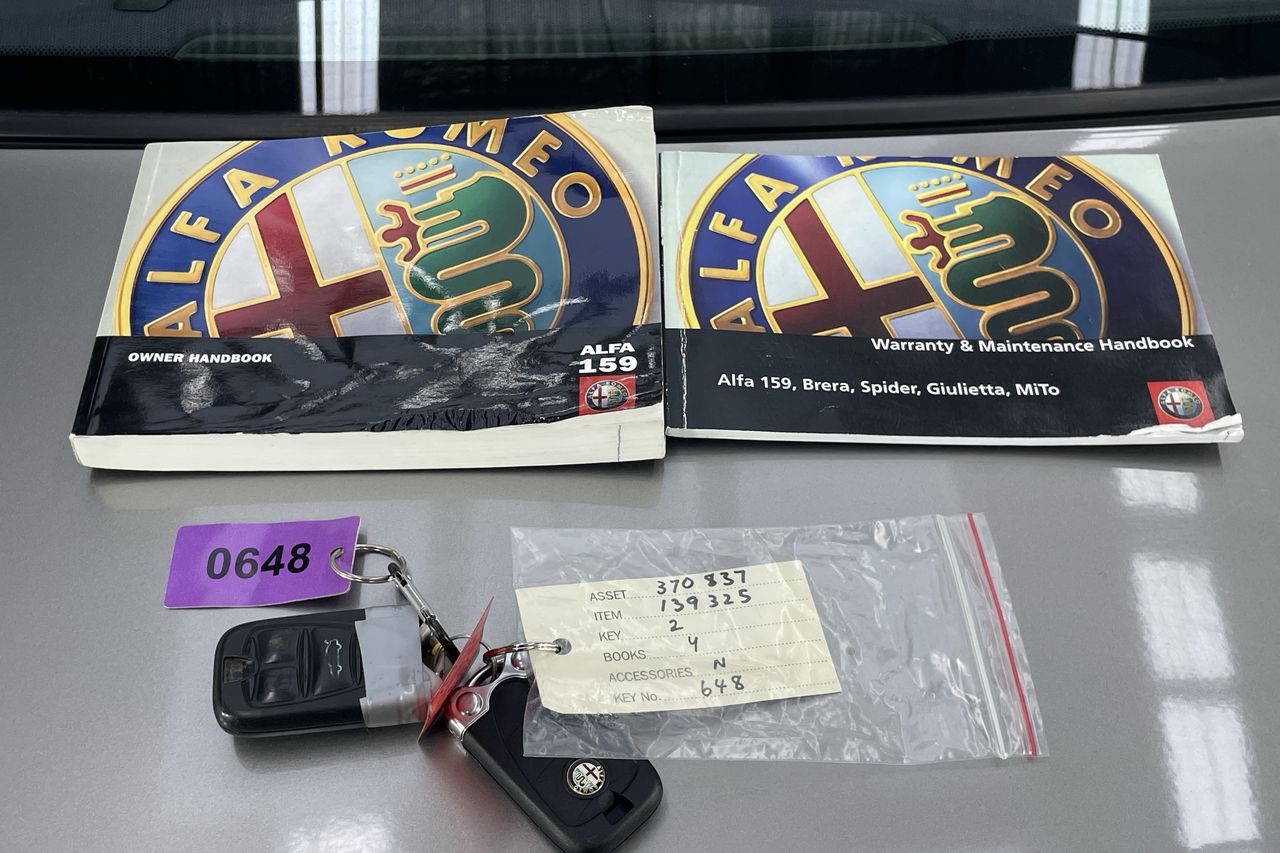 ALFA ROMEO
OWNER HANDBOOK
ALFA
159
ALFA ROMEO
Warranty & Maintenance Handbook
Alfa 159, Brera, Spider, Giulietta, MiTo
0648
ASSET 370 837
ITEM 139325
KEY 2
BOOKS 4
ACCESSORIES N
KEY No. 648